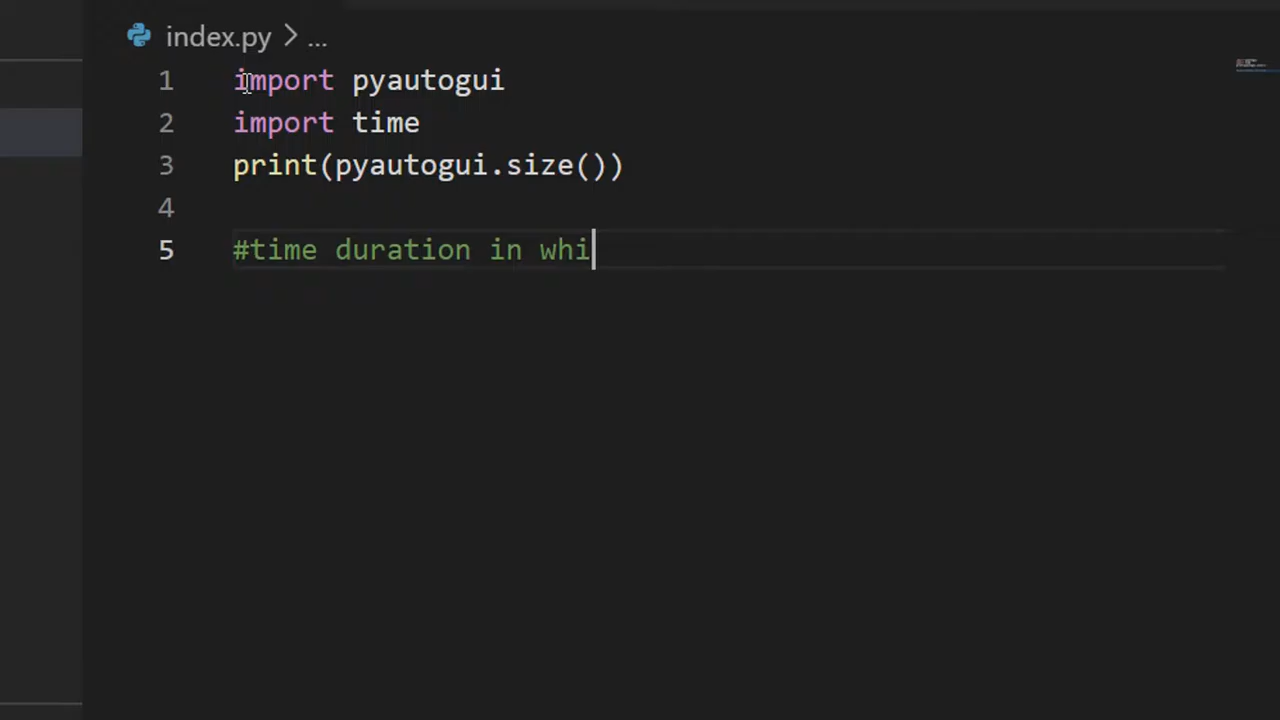 index.py > ...
1 import pyautogui
2 import time
3 print(pyautogui.size())
4
5 #time duration in whi